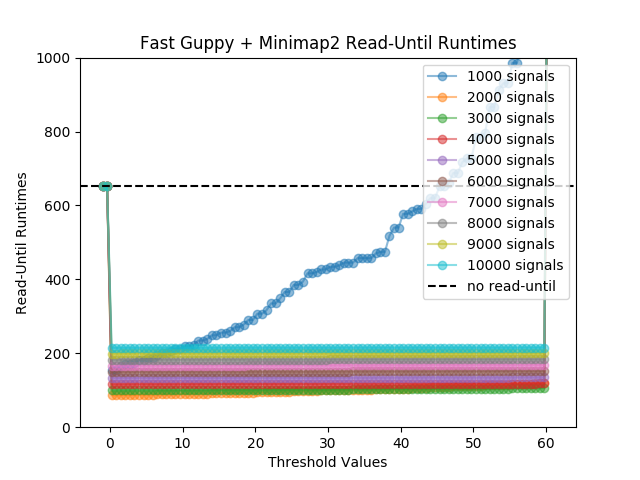 Fast Guppy + Minimap2 Read-Until Runtimes
1000
800
600
400
200
0
Read-Until Runtimes
1000 signals
2000 signals
3000 signals
4000 signals
5000 signals
6000 signals
7000 signals
8000 signals
9000 signals
10000 signals
no read-until
0 10 20 30 40 50 60
Threshold Values